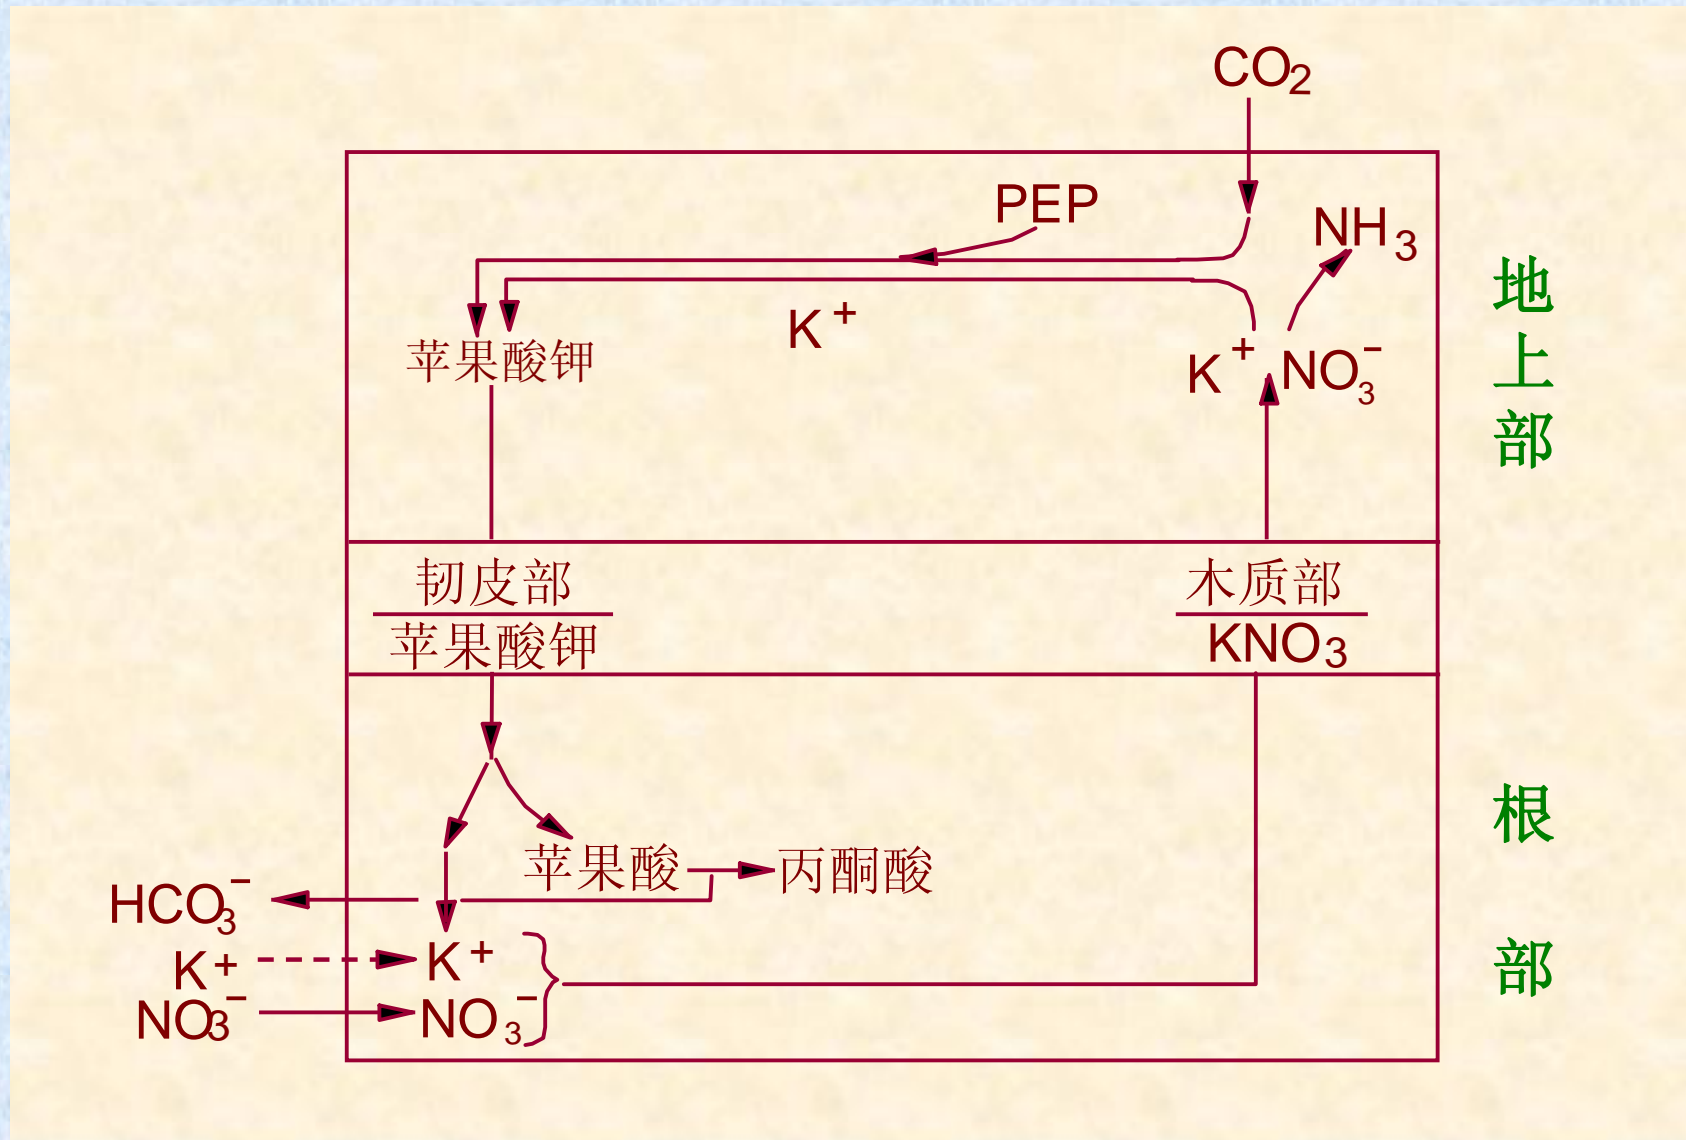 CO2
PEP
NH3
K+
苹果酸钾
K+ NO3−
地上部
韧皮部
苹果酸钾
木质部
KNO3
根部
苹果酸
丙酮酸
HCO3−
K+
K+
NO3−
NO3−